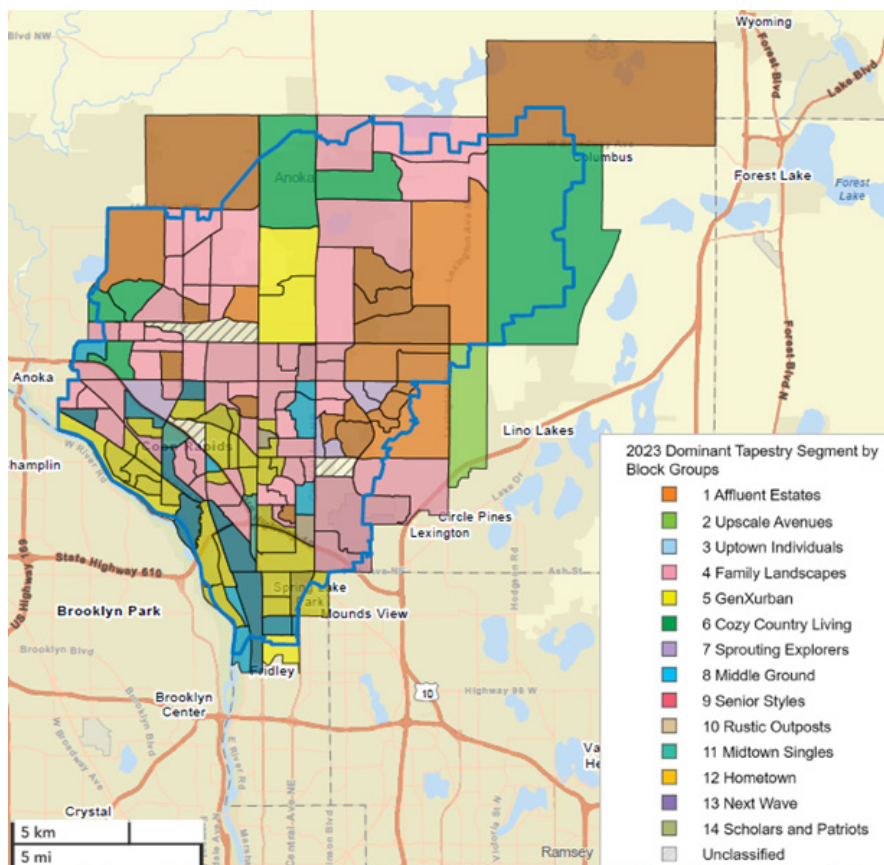 Wyoming
Blvd NW
Forest Blvd
Lake Blvd
Columbus
Anoka
Forest Lake
Forest
Lake
Lexington Ave N
Forest Blvd N
Anoka
Lino Lakes
Coon Rapids
W River Rd
Lake Dr
Circle Pines
Lexington
State Highway 610
US Highway 169
Ash St
Hodgson Rd
Spring Lake
Park
Mounds View
Brooklyn Park
Brooklyn Blvd
Fridley
10
Highway 96 W
Brooklyn
Center
W Broadway Ave
Brooklyn Blvd
E River Rd
Central Ave NE
Victoria St N
Crystal
Ramsey
5 km
5 mi
2023 Dominant Tapestry Segment by
Block Groups
1 Affluent Estates
2 Upscale Avenues
3 Uptown Individuals
4 Family Landscapes
5 GenXurban
6 Cozy Country Living
7 Sprouting Explorers
8 Middle Ground
9 Senior Styles
10 Rustic Outposts
11 Midtown Singles
12 Hometown
13 Next Wave
14 Scholars and Patriots
Unclassified